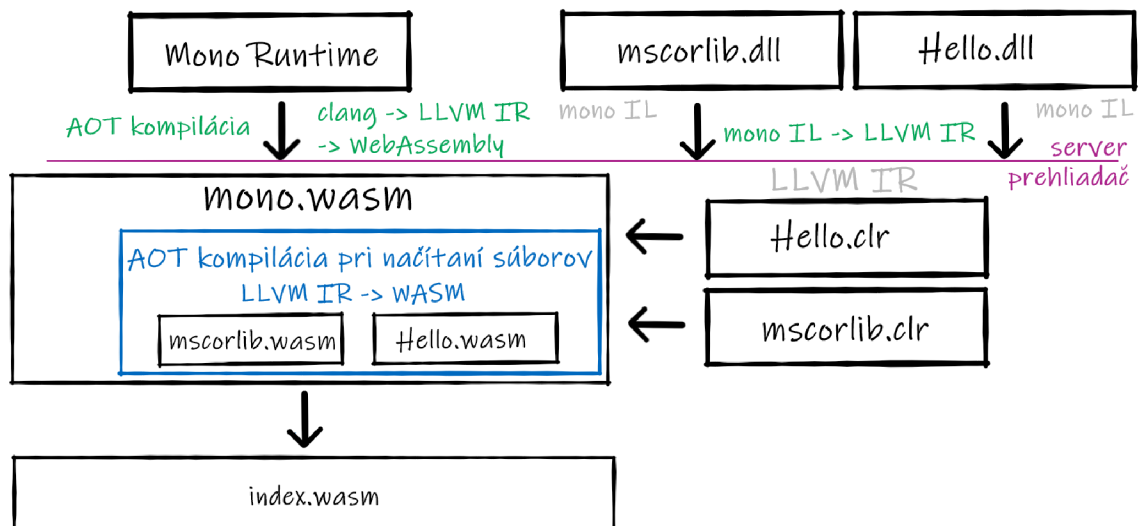 Mono Runtime
mscorlib.dll
Hello.dll
AOT kompilácia
clang -> LLVM IR
-> WebAssembly
mono IL
mono IL -> LLVM IR
mono IL
server
prehliadač
mono.wasm
LLVM IR
Hello.clr
AOT kompilácia pri načítaní súborov
LLVM IR -> WASM
mscorlib.wasm
Hello.wasm
mscorlib.clr
index.wasm